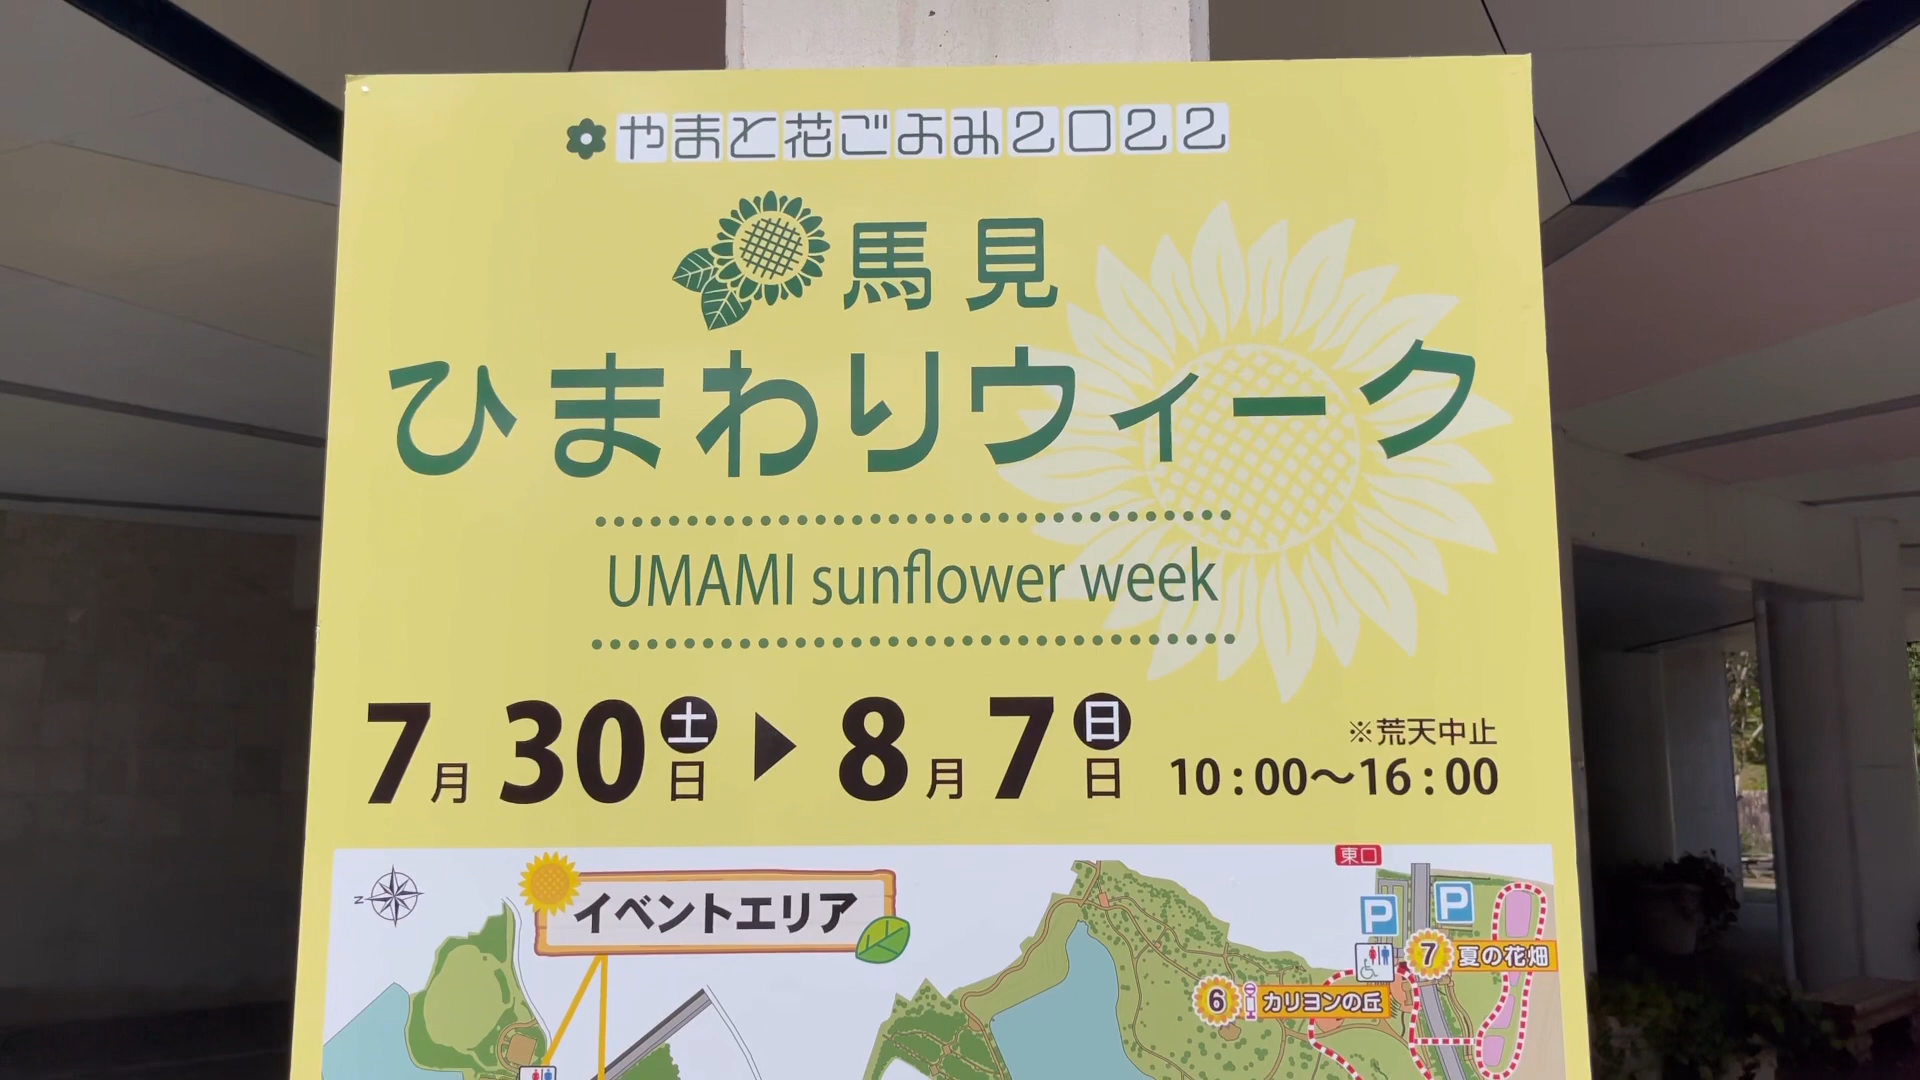 やまと花ごよみ2022
馬見
ひまわりウィーク
UMAMI sunflower week
7月30土日▶8月7日日
※荒天中止
10:00～16:00
東口
N
イベントエリア
P
P
7 夏の花畑
6 カリヨンの丘